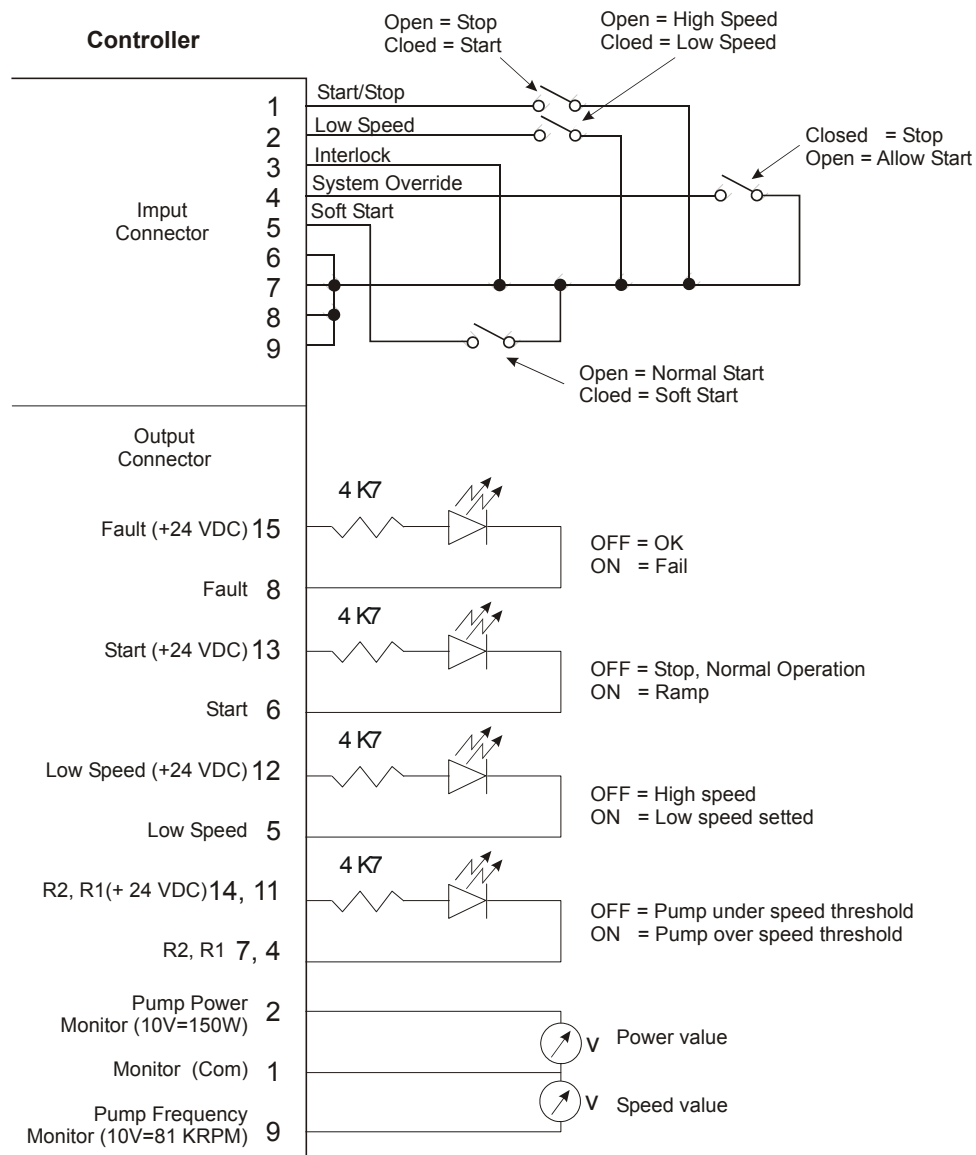 Controller
Open = Stop
Cloed = Start
Open = High Speed
Cloed = Low Speed
Closed = Stop
Open = Allow Start
Imput
Connector
1
Start/Stop
2
Low Speed
3
Interlock
4
System Override
5
Soft Start
6
7
8
9
Open = Normal Start
Cloed = Soft Start
Output
Connector
4 K7
Fault (+24 VDC) 15
Fault 8
OFF = OK
ON = Fail
4 K7
Start (+24 VDC) 13
Start 6
OFF = Stop, Normal Operation
ON = Ramp
4 K7
Low Speed (+24 VDC) 12
Low Speed 5
OFF = High speed
ON = Low speed setted
4 K7
R2, R1(+ 24 VDC) 14, 11
R2, R1 7, 4
OFF = Pump under speed threshold
ON = Pump over speed threshold
Pump Power
Monitor (10V=150W) 2
V Power value
Monitor (Com) 1
V Speed value
Pump Frequency
Monitor (10V=81 KRPM) 9